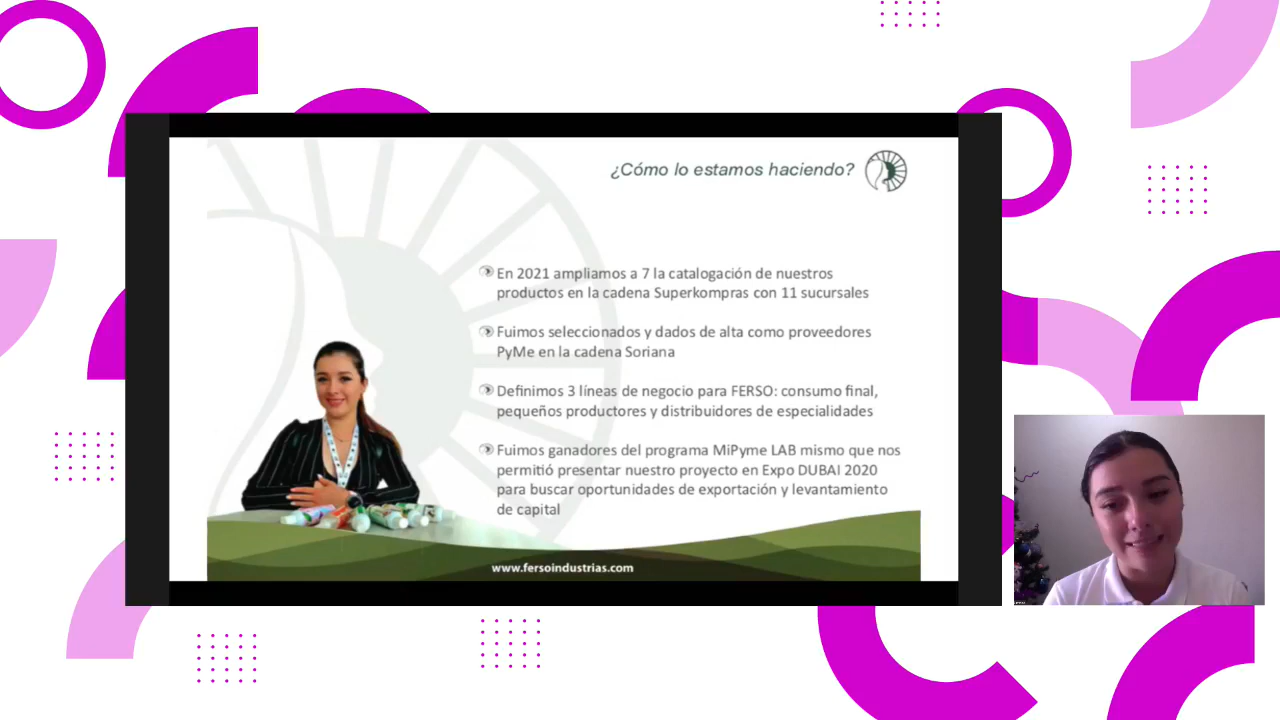 ¿Cómo lo estamos haciendo?
En 2021 ampliamos a 7 la catalogación de nuestros
productos en la cadena Superkompras con 11 sucursales
Fuimos seleccionados y dados de alta como proveedores
PyMe en la cadena Soriana
Definimos 3 líneas de negocio para FERSO: consumo final,
pequeños productores y distribuidores de especialidades
Fuimos ganadores del programa MiPyme LAB mismo que nos
permitió presentar nuestro proyecto en Expo DUBAI 2020
para buscar oportunidades de exportación y levantamiento
de capital
www.fersoindustrias.com